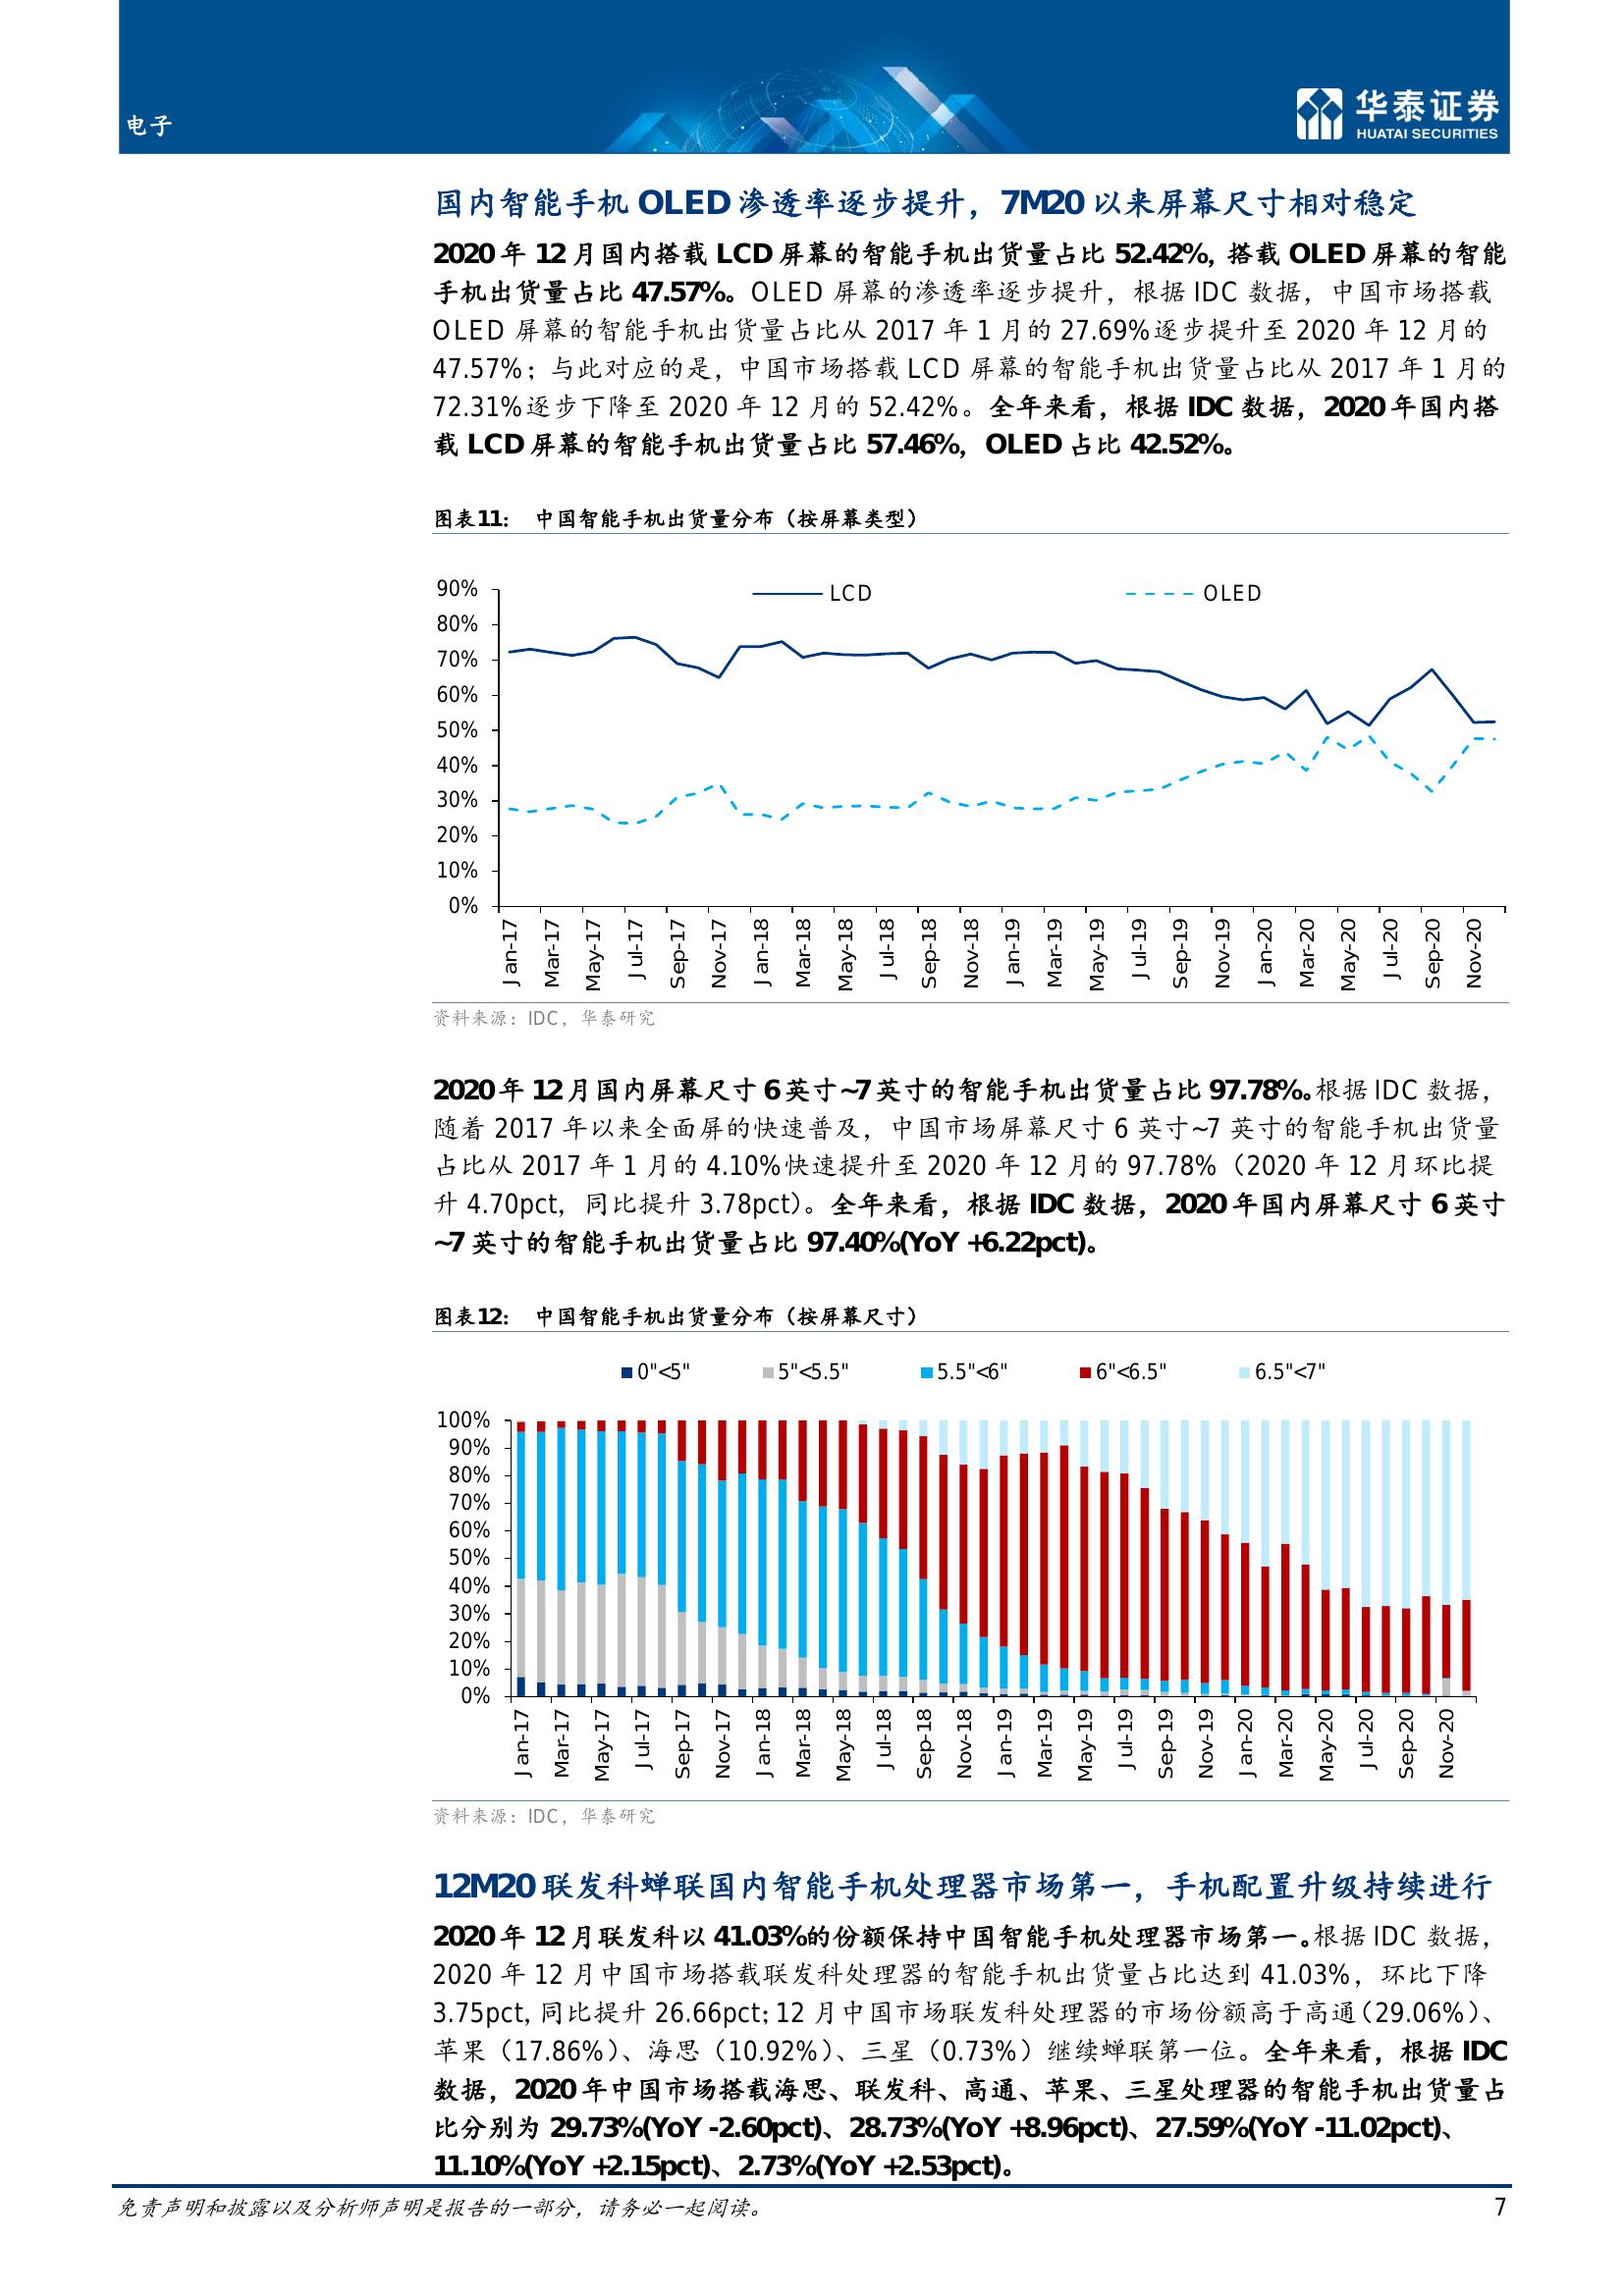 电子
华泰证券
HUATAI SECURITIES
国内智能手机 OLED 渗透率逐步提升，7M20 以来屏幕尺寸相对稳定
2020 年 12 月国内搭载 LCD 屏幕的智能手机出货量占比 52.42%，搭载 OLED 屏幕的智能
手机出货量占比 47.57%。OLED 屏幕的渗透率逐步提升，根据 IDC 数据，中国市场搭载
OLED 屏幕的智能手机出货量占比从 2017 年 1 月的 27.69%逐步提升至 2020 年 12 月的
47.57%；与此对应的是，中国市场搭载 LCD 屏幕的智能手机出货量占比从 2017 年 1 月的
72.31%逐步下降至 2020 年 12 月的 52.42%。全年来看，根据 IDC 数据，2020 年国内搭
载 LCD 屏幕的智能手机出货量占比 57.46%，OLED 占比 42.52%。
图表11： 中国智能手机出货量分布（按屏幕类型）
LCD OLED
90%
80%
70%
60%
50%
40%
30%
20%
10%
0%
Jan-17 Mar-17 May-17 Jul-17 Sep-17 Nov-17 Jan-18 Mar-18 May-18 Jul-18 Sep-18 Nov-18 Jan-19 Mar-19 May-19 Jul-19 Sep-19 Nov-19 Jan-20 Mar-20 May-20 Jul-20 Sep-20 Nov-20
资料来源：IDC，华泰研究
2020 年 12 月国内屏幕尺寸 6 英寸~7 英寸的智能手机出货量占比 97.78%。根据 IDC 数据，
随着 2017 年以来全面屏的快速普及，中国市场屏幕尺寸 6 英寸~7 英寸的智能手机出货量
占比从 2017 年 1 月的 4.10%快速提升至 2020 年 12 月的 97.78%（2020 年 12 月环比提
升 4.70pct，同比提升 3.78pct）。全年来看，根据 IDC 数据，2020 年国内屏幕尺寸 6 英寸
~7 英寸的智能手机出货量占比 97.40%(YoY +6.22pct)。
图表12： 中国智能手机出货量分布（按屏幕尺寸）
0"<5" 5"<5.5" 5.5"<6" 6"<6.5" 6.5"<7"
100%
90%
80%
70%
60%
50%
40%
30%
20%
10%
0%
Jan-17 Mar-17 May-17 Jul-17 Sep-17 Nov-17 Jan-18 Mar-18 May-18 Jul-18 Sep-18 Nov-18 Jan-19 Mar-19 May-19 Jul-19 Sep-19 Nov-19 Jan-20 Mar-20 May-20 Jul-20 Sep-20 Nov-20
资料来源：IDC，华泰研究
12M20 联发科蝉联国内智能手机处理器市场第一，手机配置升级持续进行
2020 年 12 月联发科以 41.03%的份额保持中国智能手机处理器市场第一。根据 IDC 数据，
2020 年 12 月中国市场搭载联发科处理器的智能手机出货量占比达到 41.03%，环比下降
3.75pct，同比提升 26.66pct；12 月中国市场联发科处理器的市场份额高于高通（29.06%）、
苹果（17.86%）、海思（10.92%）、三星（0.73%）继续蝉联第一位。全年来看，根据 IDC
数据，2020 年中国市场搭载海思、联发科、高通、苹果、三星处理器的智能手机出货量占
比分别为 29.73%(YoY -2.60pct)、28.73%(YoY +8.96pct)、27.59%(YoY -11.02pct)、
11.10%(YoY +2.15pct)、2.73%(YoY +2.53pct)。
免责声明和披露以及分析师声明是报告的一部分，请务必一起阅读。 7